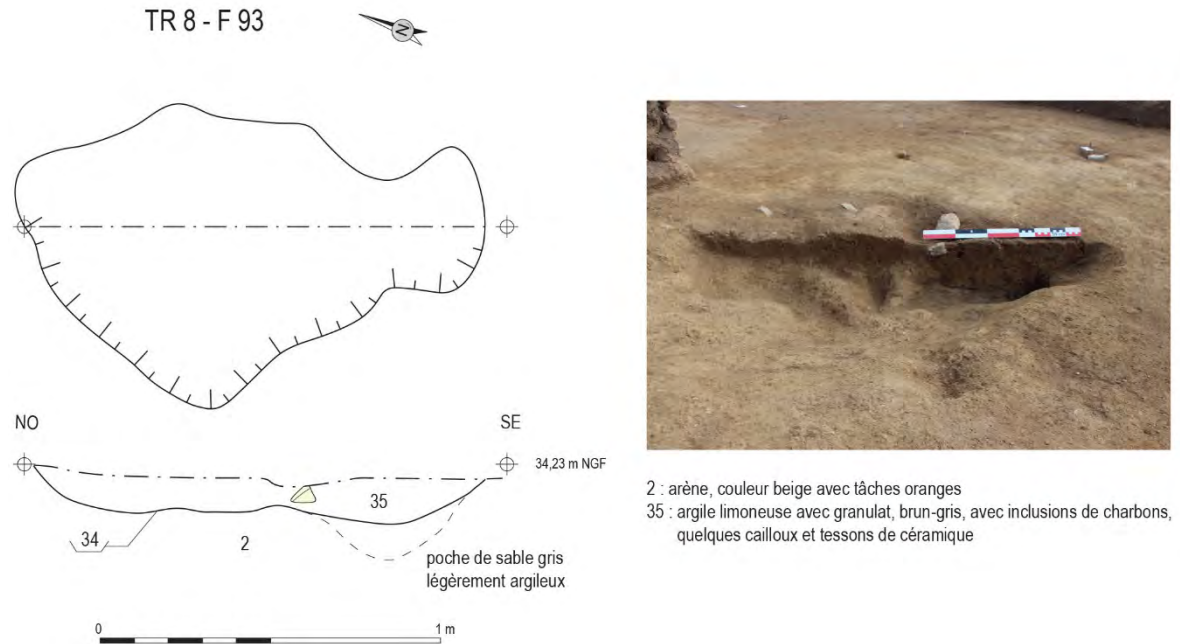 TR 8 - F 93
N
NO
SE
34,23 m NGF
35
34
2
poche de sable gris
légèrement argileux
0
1 m
2 : arène, couleur beige avec tâches oranges
35 : argile limoneuse avec granulat, brun-gris, avec inclusions de charbons,
quelques cailloux et tessons de céramique